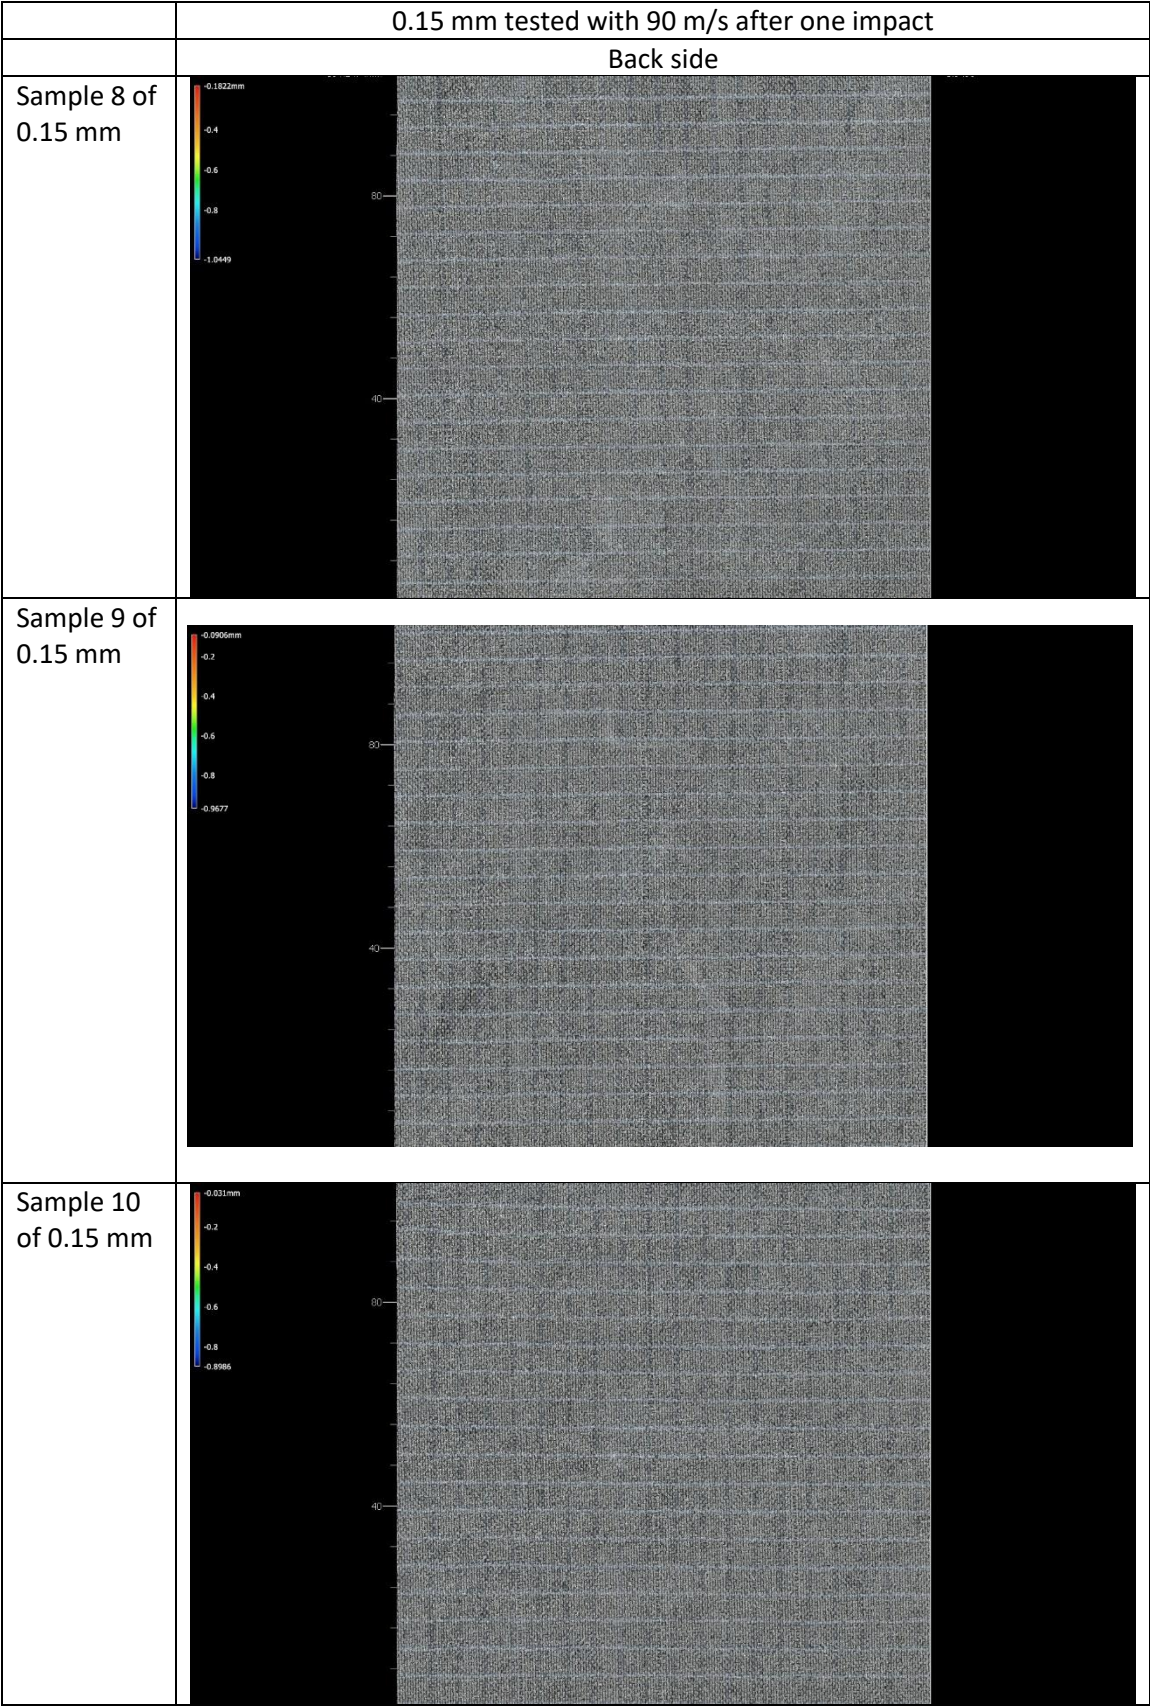 0.15 mm tested with 90 m/s after one impact
Back side
Sample 8 of
0.15 mm
-0.1822mm
-0.4
-0.6
-0.8
-1.0449
80
40
Sample 9 of
0.15 mm
-0.0906mm
-0.2
-0.4
-0.6
-0.8
-0.9677
80
40
Sample 10
of 0.15 mm
-0.031mm
-0.2
-0.4
-0.6
-0.8
-0.8986
80
40